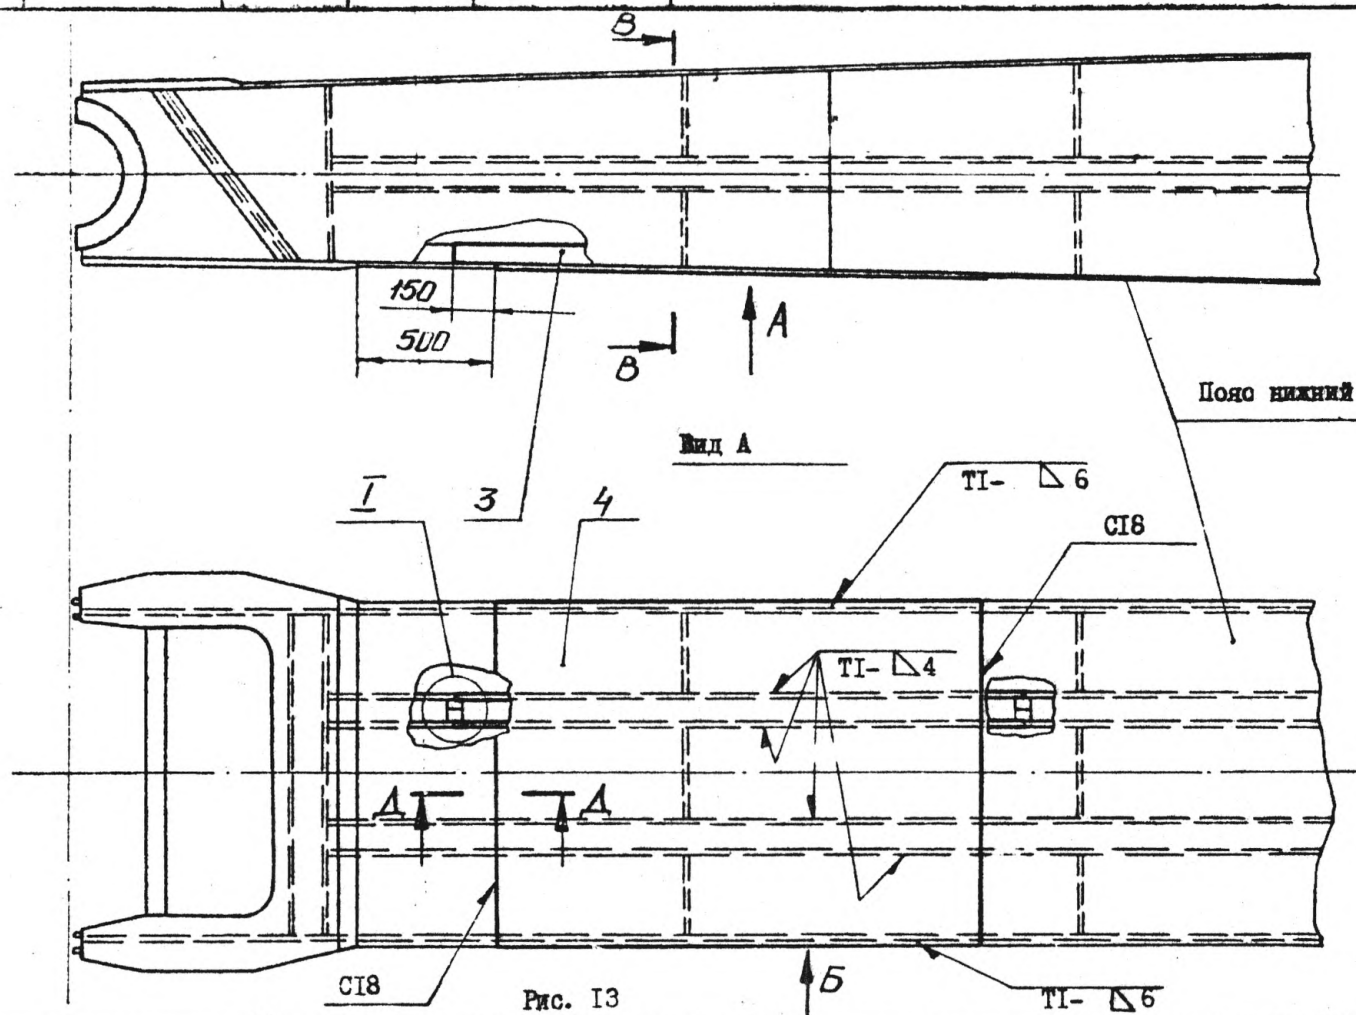 В
150
500
В
А
Пояс нижний
Вид А
I
3
4
TI- 6
CI8
TI- 4
Д
Д
CI8
Рис. I3
Б
TI- 6